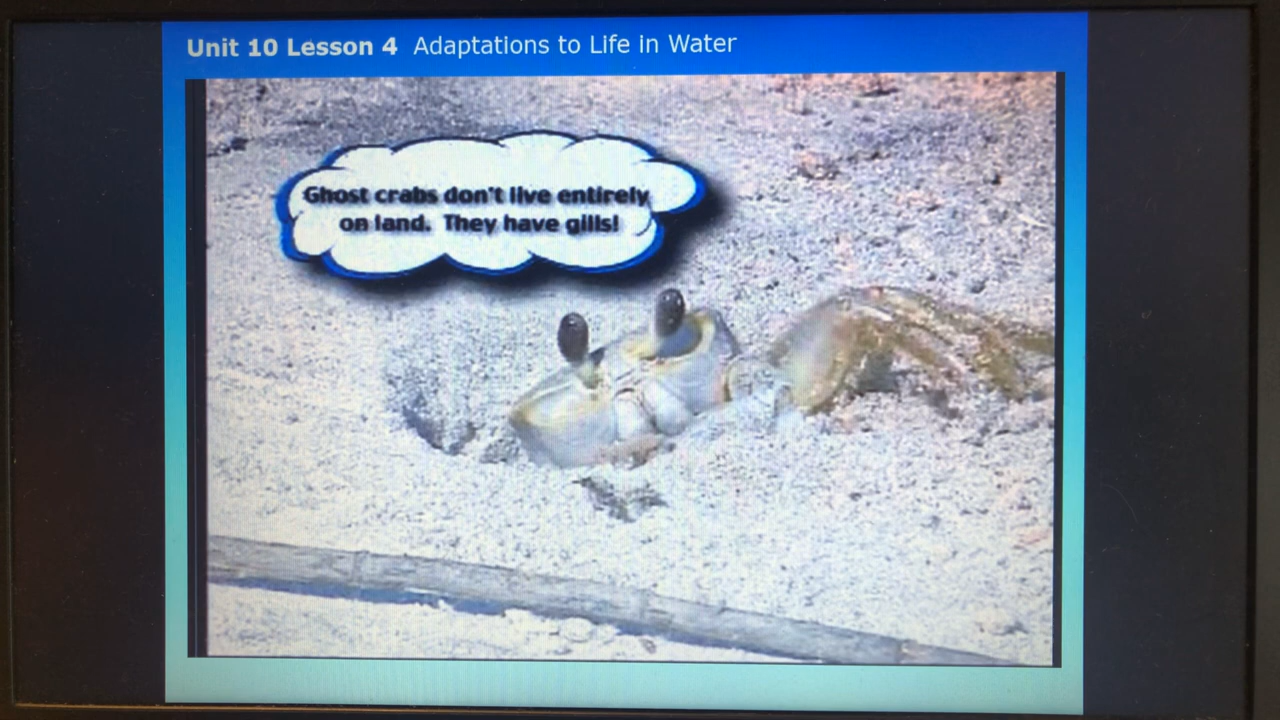 Unit 10 Lesson 4 Adaptations to Life in Water
Ghost crabs don't live entirely
on land. They have gills!